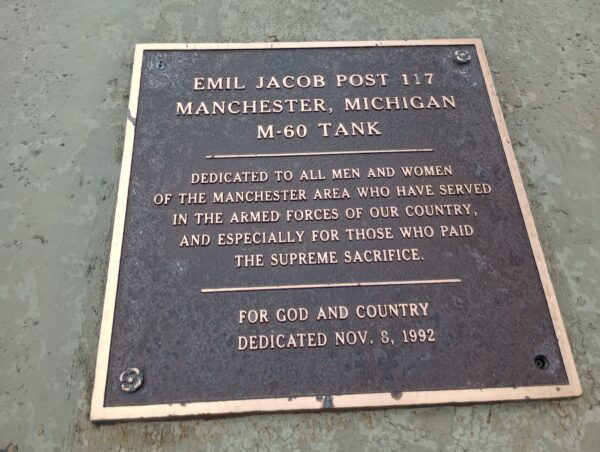 EMIL JACOB POST 117
MANCHESTER, MICHIGAN
M-60 TANK
DEDICATED TO ALL MEN AND WOMEN
OF THE MANCHESTER AREA WHO HAVE SERVED
IN THE ARMED FORCES OF OUR COUNTRY,
AND ESPECIALLY FOR THOSE WHO PAID
THE SUPREME SACRIFICE.
FOR GOD AND COUNTRY
DEDICATED NOV. 8, 1992